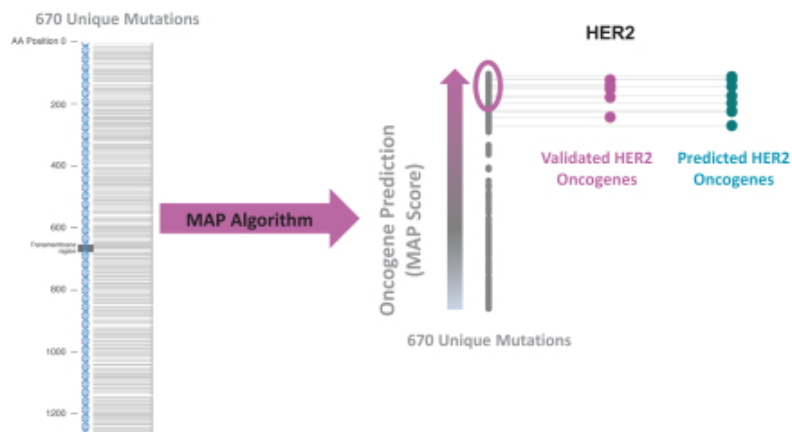 670 Unique Mutations
AA Position 0
200
400
600
Transmembrane
region
800
1000
1200
MAP Algorithm
Oncogene Prediction
(MAP Score)
670 Unique Mutations
HER2
Validated HER2
Oncogenes
Predicted HER2
Oncogenes